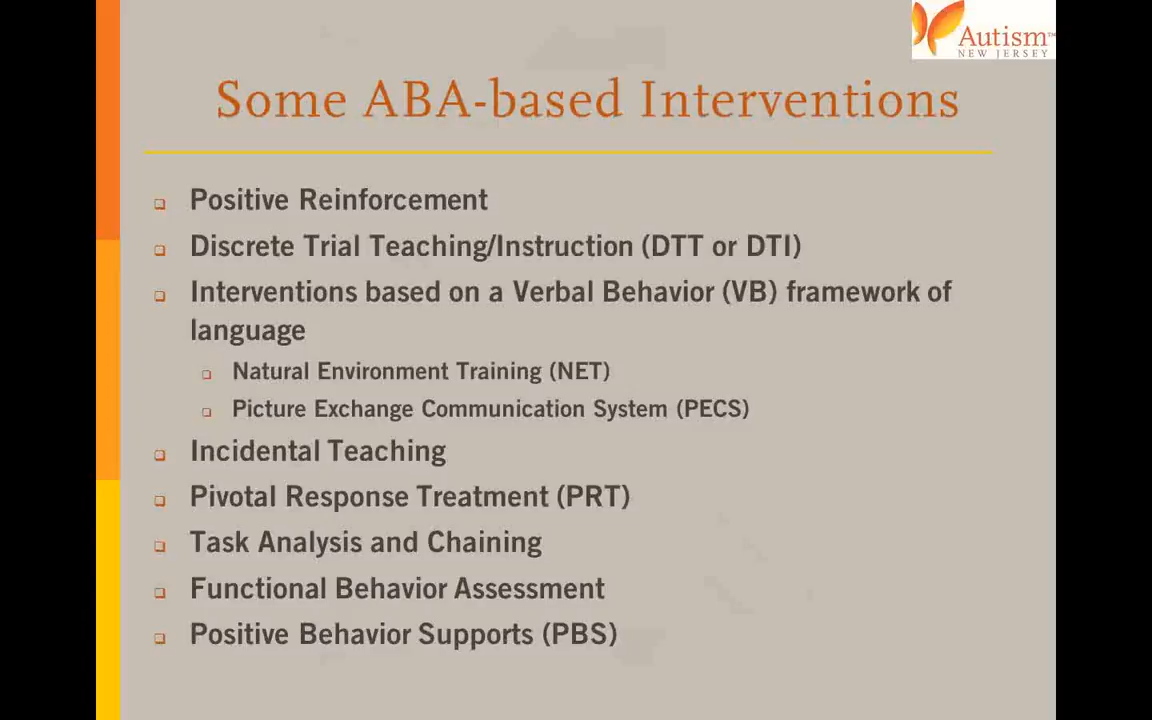 Autism™
NEW JERSEY
Some ABA-based Interventions
Positive Reinforcement
Discrete Trial Teaching/Instruction (DTT or DTI)
Interventions based on a Verbal Behavior (VB) framework of
language
Natural Environment Training (NET)
Picture Exchange Communication System (PECS)
Incidental Teaching
Pivotal Response Treatment (PRT)
Task Analysis and Chaining
Functional Behavior Assessment
Positive Behavior Supports (PBS)